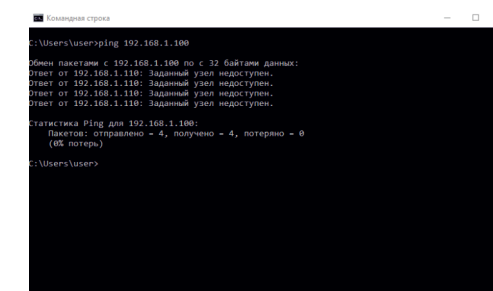 Командная строка
C:\Users\user>ping 192.168.1.100
Обмен пакетами с 192.168.1.100 по с 32 байтами данных:
Ответ от 192.168.1.110: Заданный узел недоступен.
Ответ от 192.168.1.110: Заданный узел недоступен.
Ответ от 192.168.1.110: Заданный узел недоступен.
Ответ от 192.168.1.110: Заданный узел недоступен.
Статистика Ping для 192.168.1.100:
Пакетов: отправлено = 4, получено = 4, потеряно = 0
(0% потерь)
C:\Users\user>